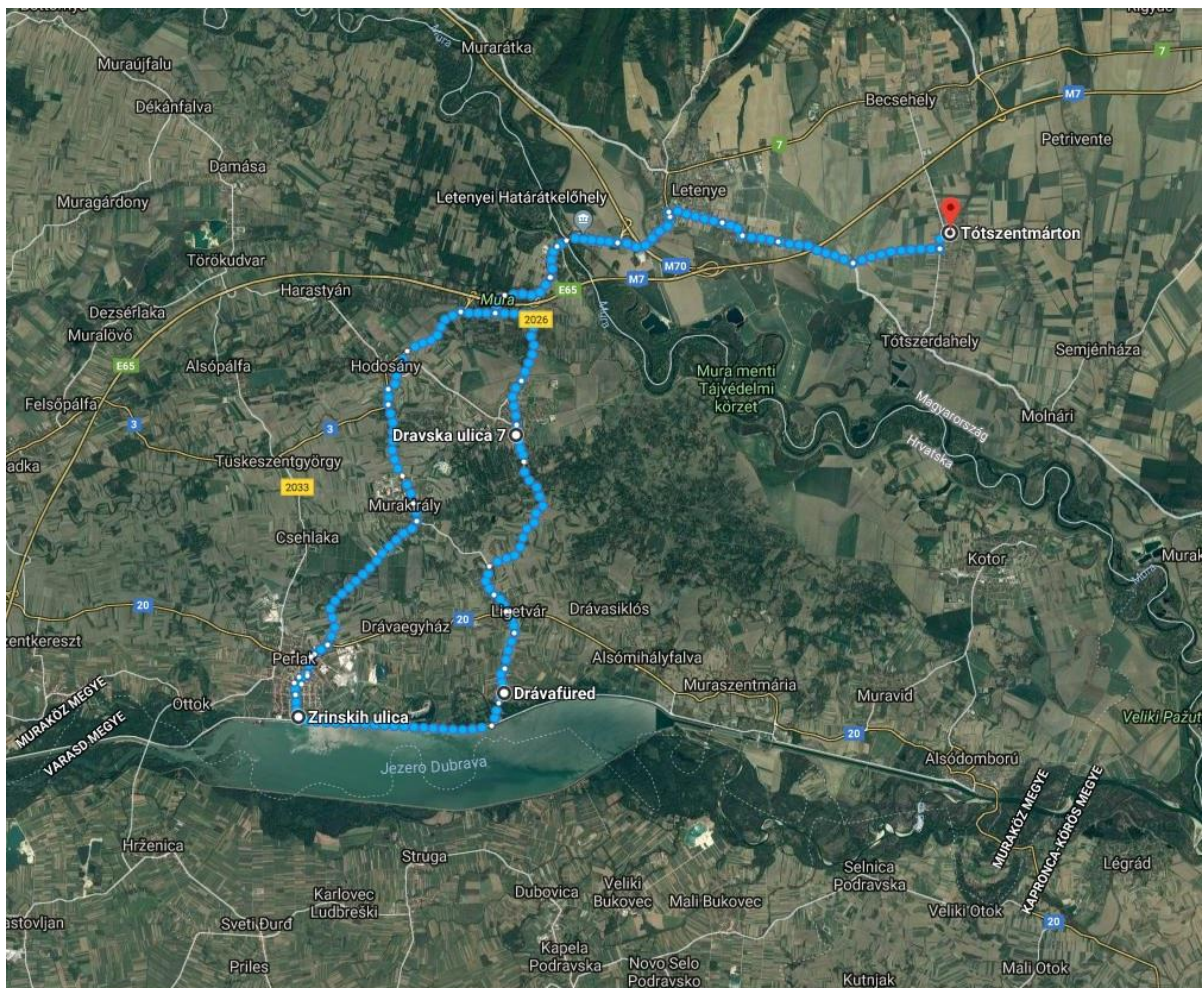 Murarátka
Rigyác
7
Muraújfalu
Becsehely
M7
Dékánfalva
7
Petrivente
Damása
Letenye
Muragárdony
Letenyei Határátkelőhely
Tótszentmárton
Törökudvar
M7
M70
Harastyán
Mura
E65
Mura
Dezsérlaka
2026
Muralövő
Tótszerdahely
Semjénháza
E65
Alsópálfa
Hodosány
Mura menti
Tájvédelmi
körzet
Felsőpálfa
Magyarország
Molnári
3
3
Dravska ulica 7
Hrvatska
Tüskeszentgyörgy
2033
Murakirály
Csehlaka
Kotor
Mura
20
Ligetvár
Drávasiklós
20
Drávaegyház
Perlak
Alsómihályfalva
Muraszentmária
Drávafüred
Muravid
MURAKÖZ MEGYE
Ottok
Zrinskih ulica
VARASD MEGYE
20
Jezero Dubrava
Alsódomború
MURAKÖZ MEGYE
KAPRONCA-KŐRÖS MEGYE
Hrženica
Struga
Légrád
Selnica
Podravska
Dubovica
Veliki
Bukovec
Mali Bukovec
Karlovec
Ludbreški
Veliki Otok
20
Sveti Đurđ
Kapela
Podravska
Priles
Novo Selo
Podravsko
Mali Otok
Kutnjak